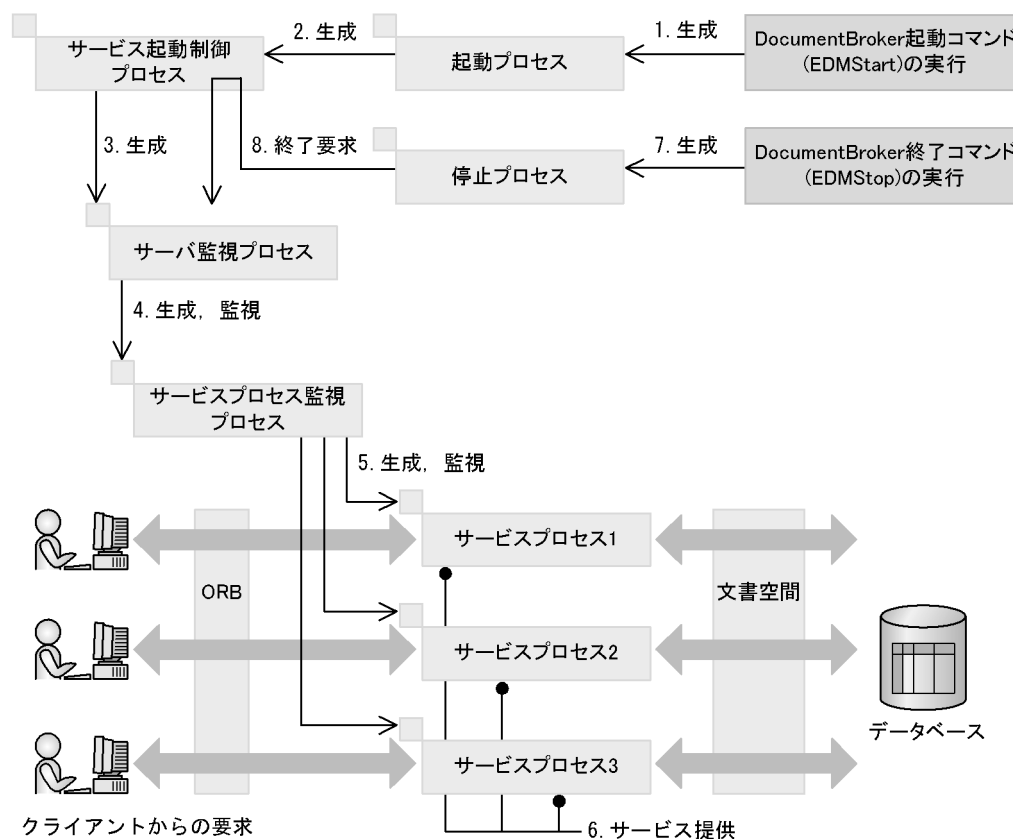 サービス起動制御
プロセス
2. 生成
起動プロセス
1. 生成
DocumentBroker起動コマンド
(EDMStart)の実行
3. 生成
8. 終了要求
停止プロセス
7. 生成
DocumentBroker終了コマンド
(EDMStop)の実行
サーバ監視プロセス
4. 生成，監視
サービスプロセス監視
プロセス
5. 生成，監視
サービスプロセス1
ORB
文書空間
サービスプロセス2
データベース
サービスプロセス3
クライアントからの要求
6. サービス提供